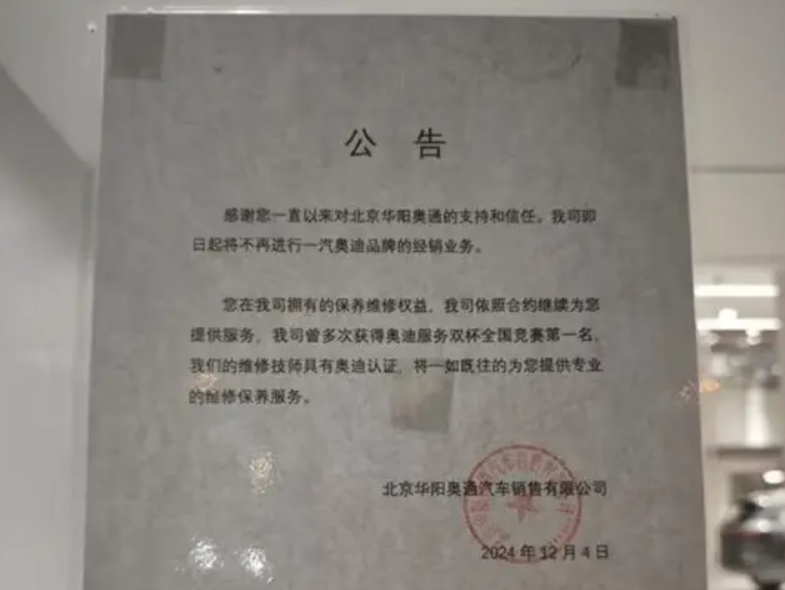 公 告
感谢您一直以来对北京华阳奥通的支持和信任。我司即
日起将不再进行一汽奥迪品牌的经销业务。
您在我司拥有的保养维修权益，我司依照合约继续为您
提供服务，我司曾多次获得奥迪服务双杯全国竞赛第一名，
我们的维修技师具有奥迪认证，将一如既往的为您提供专业
的维修保养服务。
北京华阳奥通汽车销售有限公司
2024年12月4日